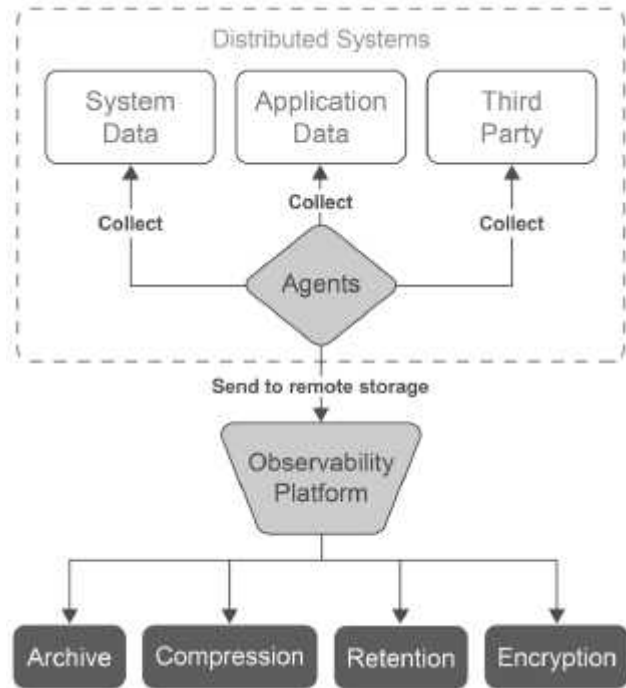 Distributed Systems
System
Data
Application
Data
Third
Party
Collect
Collect
Collect
Agents
Send to remote storage
Observability
Platform
Archive
Compression
Retention
Encryption